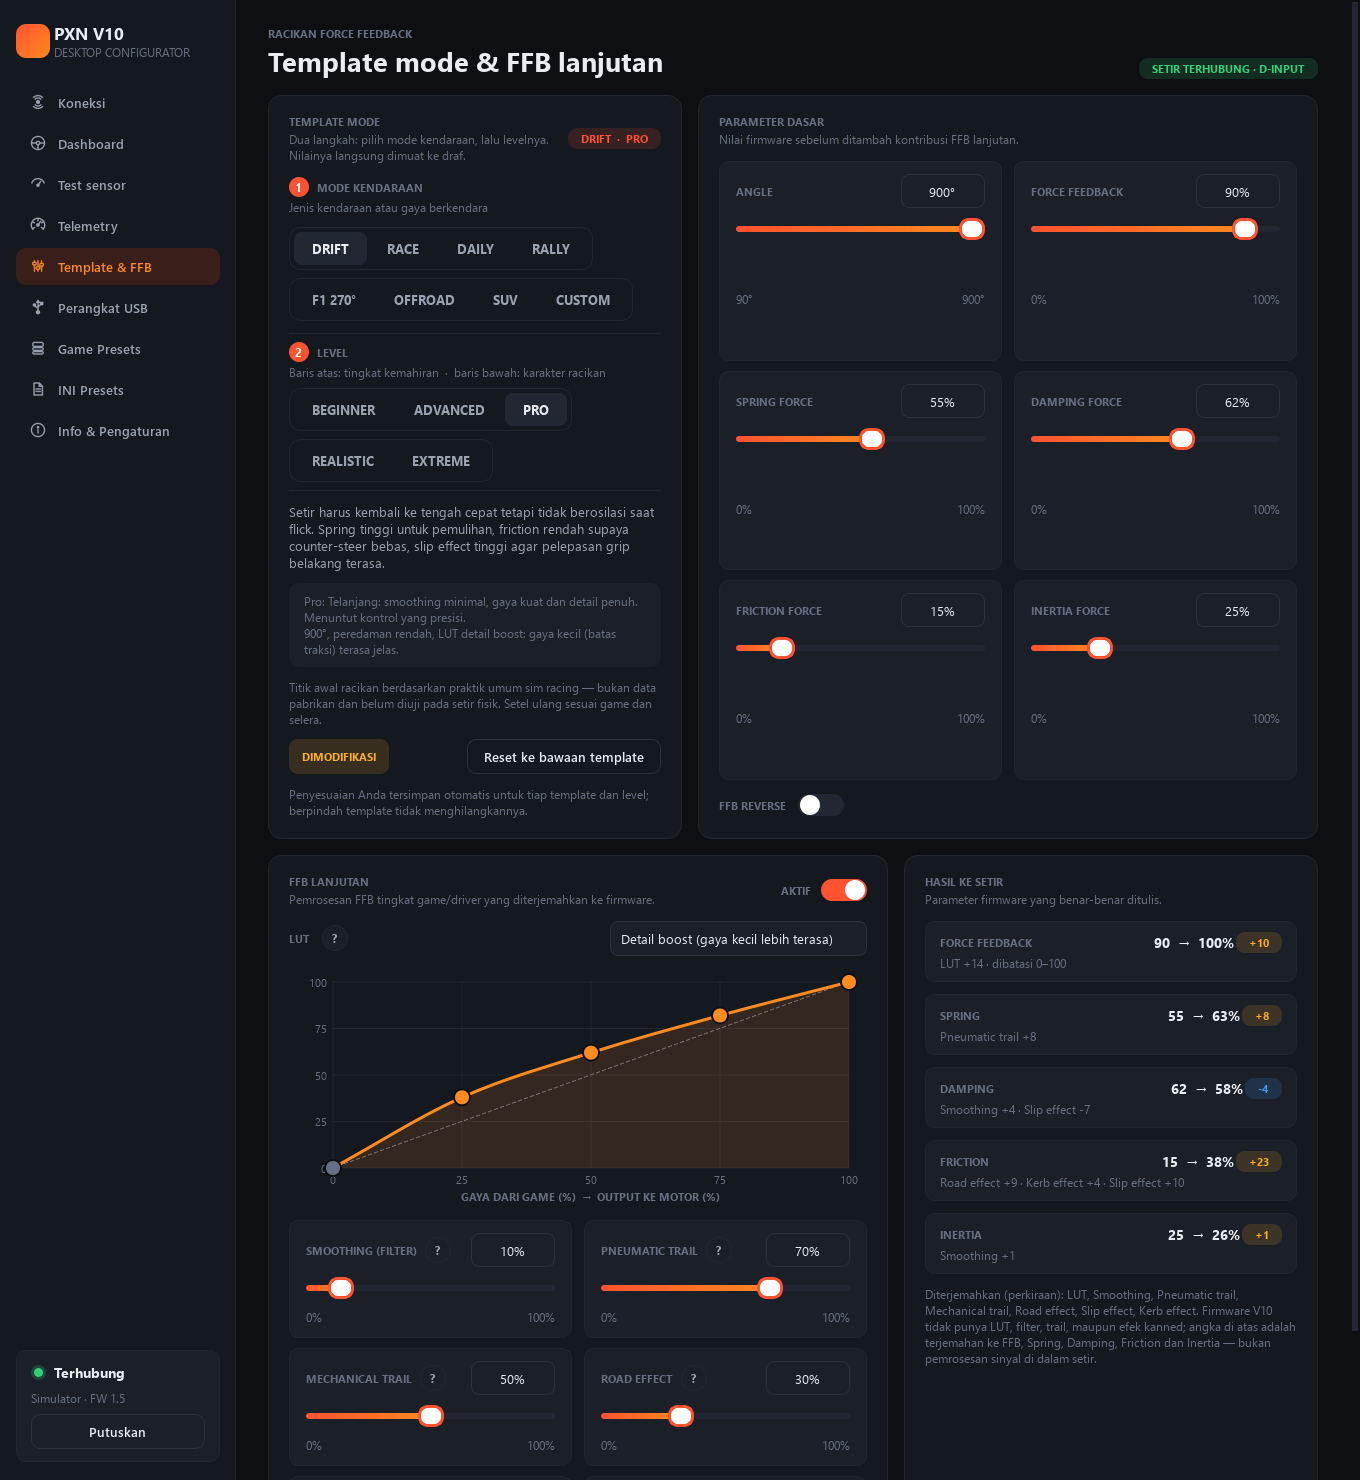 PXN V10
DESKTOP CONFIGURATOR
Koneksi
Dashboard
Test sensor
Telemetry
Template & FFB
Perangkat USB
Game Presets
INI Presets
Info & Pengaturan
Terhubung
Simulator · FW 1.5
Putuskan
RACIKAN FORCE FEEDBACK
Template mode & FFB lanjutan
SETIR TERHUBUNG · D-INPUT
TEMPLATE MODE
Dua langkah: pilih mode kendaraan, lalu levelnya.
Nilainya langsung dimuat ke draf.
DRIFT · PRO
1 MODE KENDARAAN
Jenis kendaraan atau gaya berkendara
DRIFT RACE DAILY RALLY
F1 270° OFFROAD SUV CUSTOM
2 LEVEL
Baris atas: tingkat kemahiran · baris bawah: karakter racikan
BEGINNER ADVANCED PRO
REALISTIC EXTREME
Setir harus kembali ke tengah cepat tetapi tidak berosilasi saat
flick. Spring tinggi untuk pemulihan, friction rendah supaya
counter-steer bebas, slip effect tinggi agar pelepasan grip
belakang terasa.
Pro: Telanjang: smoothing minimal, gaya kuat dan detail penuh.
Menuntut kontrol yang presisi.
900°, peredaman rendah, LUT detail boost: gaya kecil (batas
traksi) terasa jelas.
Titik awal racikan berdasarkan praktik umum sim racing — bukan data
pabrikan dan belum diuji pada setir fisik. Setel ulang sesuai game dan
selera.
DIMODIFIKASI
Reset ke bawaan template
Penyesuaian Anda tersimpan otomatis untuk tiap template dan level;
berpindah template tidak menghilangkannya.
PARAMETER DASAR
Nilai firmware sebelum ditambah kontribusi FFB lanjutan.
ANGLE 900°
90° 900°
FORCE FEEDBACK 90%
0% 100%
SPRING FORCE 55%
0% 100%
DAMPING FORCE 62%
0% 100%
FRICTION FORCE 15%
0% 100%
INERTIA FORCE 25%
0% 100%
FFB REVERSE
FFB LANJUTAN
Pemrosesan FFB tingkat game/driver yang diterjemahkan ke firmware.
AKTIF
LUT ?
Detail boost (gaya kecil lebih terasa)
100
75
50
25
0
0 25 50 75 100
GAYA DARI GAME (%) → OUTPUT KE MOTOR (%)
SMOOTHING (FILTER) ? 10%
0% 100%
PNEUMATIC TRAIL ? 70%
0% 100%
MECHANICAL TRAIL ? 50%
0% 100%
ROAD EFFECT ? 30%
0% 100%
HASIL KE SETIR
Parameter firmware yang benar-benar ditulis.
FORCE FEEDBACK 90 → 100% +10
LUT +14 · dibatasi 0–100
SPRING 55 → 63% +8
Pneumatic trail +8
DAMPING 62 → 58% -4
Smoothing +4 · Slip effect -7
FRICTION 15 → 38% +23
Road effect +9 · Kerb effect +4 · Slip effect +10
INERTIA 25 → 26% +1
Smoothing +1
Diterjemahkan (perkiraan): LUT, Smoothing, Pneumatic trail,
Mechanical trail, Road effect, Slip effect, Kerb effect. Firmware V10
tidak punya LUT, filter, trail, maupun efek kanned; angka di atas adalah
terjemahan ke FFB, Spring, Damping, Friction dan Inertia — bukan
pemrosesan sinyal di dalam setir.